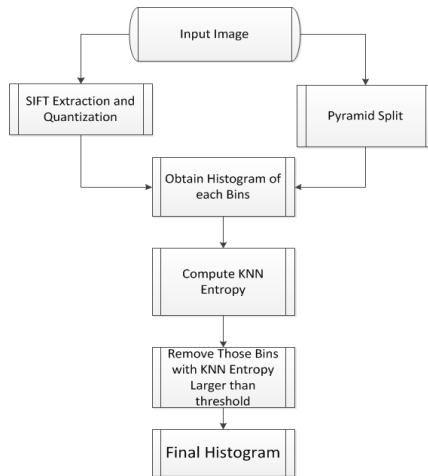 Input Image
SIFT Extraction and
Quantization
Pyramid Split
Obtain Histogram of
each Bins
Compute KNN
Entropy
Remove Those Bins
with KNN Entropy
Larger than
threshold
Final Histogram